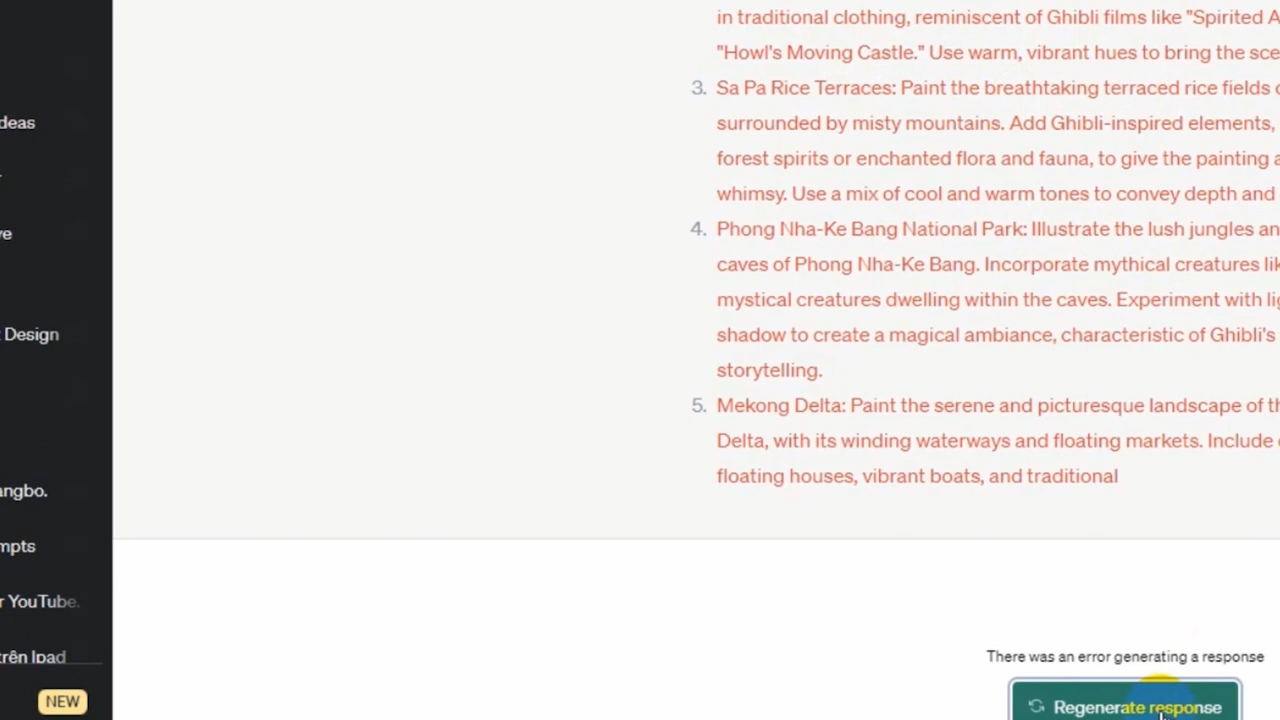 in traditional clothing, reminiscent of Ghibli films like "Spirited
"Howl's Moving Castle." Use warm, vibrant hues to bring the
3. Sa Pa Rice Terraces: Paint the breathtaking terraced rice fields
surrounded by misty mountains. Add Ghibli-inspired elements,
forest spirits or enchanted flora and fauna, to give the painting
whimsy. Use a mix of cool and warm tones to convey depth and
4. Phong Nha-Ke Bang National Park: Illustrate the lush jungles
caves of Phong Nha-Ke Bang. Incorporate mythical creatures
mystical creatures dwelling within the caves. Experiment with
shadow to create a magical ambiance, characteristic of Ghibli's
storytelling.
5. Mekong Delta: Paint the serene and picturesque landscape of
Delta, with its winding waterways and floating markets. Include
floating houses, vibrant boats, and traditional
There was an error generating a response
Regenerate response
deas
ve
Design
angbo.
mpts
r YouTube.
trên Ipad
NEW